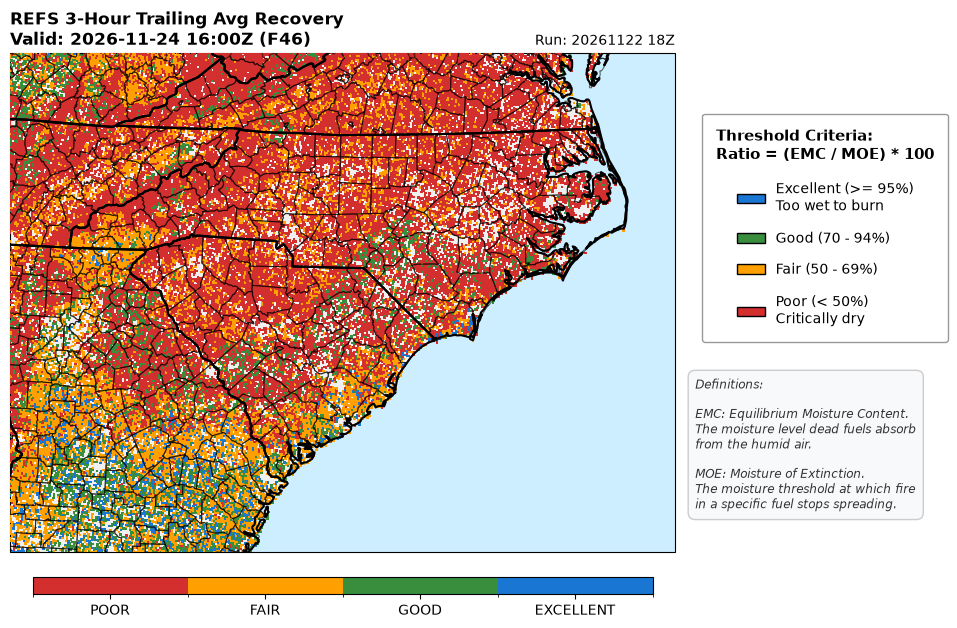 REFS 3-Hour Trailing Avg Recovery
Valid: 2026-11-24 16:00Z (F46)
Run: 20261122 18Z
Threshold Criteria:
Ratio = (EMC / MOE) * 100
Excellent (>= 95%)
Too wet to burn
Good (70 - 94%)
Fair (50 - 69%)
Poor (< 50%)
Critically dry
Definitions:
EMC: Equilibrium Moisture Content.
The moisture level dead fuels absorb
from the humid air.
MOE: Moisture of Extinction.
The moisture threshold at which fire
in a specific fuel stops spreading.
POOR
FAIR
GOOD
EXCELLENT